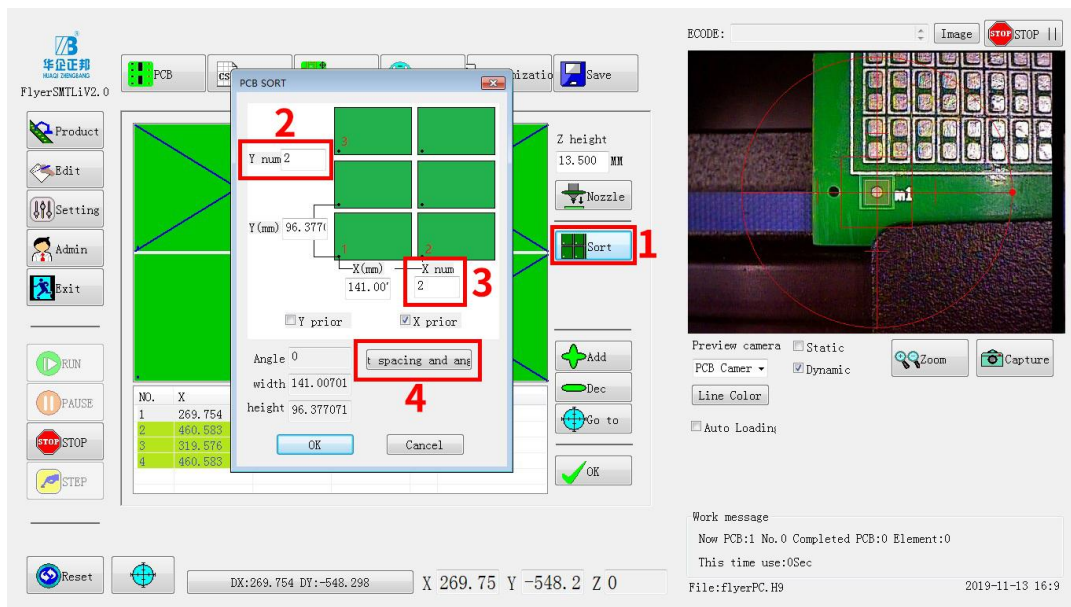 华企正邦
HUAQI ZHENGBANG
FlyerSMTLiV2.0
Product
Edit
Setting
Admin
Exit
RUN
PAUSE
STOP
STEP
Reset
PCB
Save
PCB SORT
2
Y num 2
3
Y(mm) 96.3770
1
2
X(mm)
X num
141.00
2
3
Y prior
X prior
Angle 0
t spacing and ang
width 141.00701
4
height 96.377071
OK
Cancel
NO. X
1 269.754
2 460.583
3 319.576
4 460.583
Z height
13.500 MM
Nozzle
Sort
1
Add
Dec
Go to
OK
DX:269.754 DY:-548.298
X 269.75 Y -548.2 Z 0
ECODE:
Image
STOP
STOP ||
m1
Preview camera
Static
PCB Camer
Dynamic
Zoom
Capture
Line Color
Auto Loading
Work message
Now PCB:1 No.0 Completed PCB:0 Element:0
This time use:0Sec
File:flyerPC.H9
2019-11-13 16:9